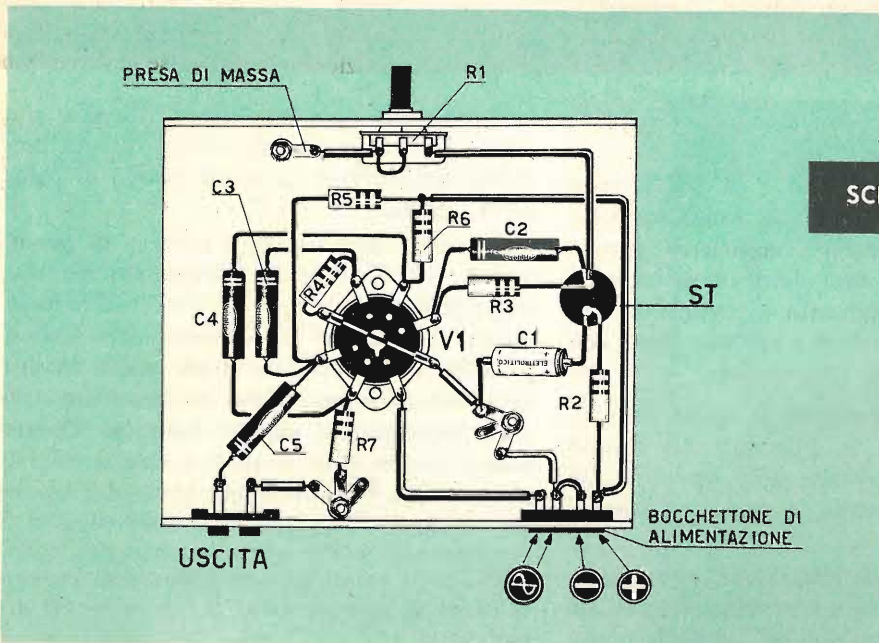 PRESA DI MASSA
R1
SCI
C3
R5
R6
C2
R4
R3
ST
C4
V1
C1
ELETTROLITICO
R2
C5
R7
BOCCHETTONE DI
ALIMENTAZIONE
USCITA